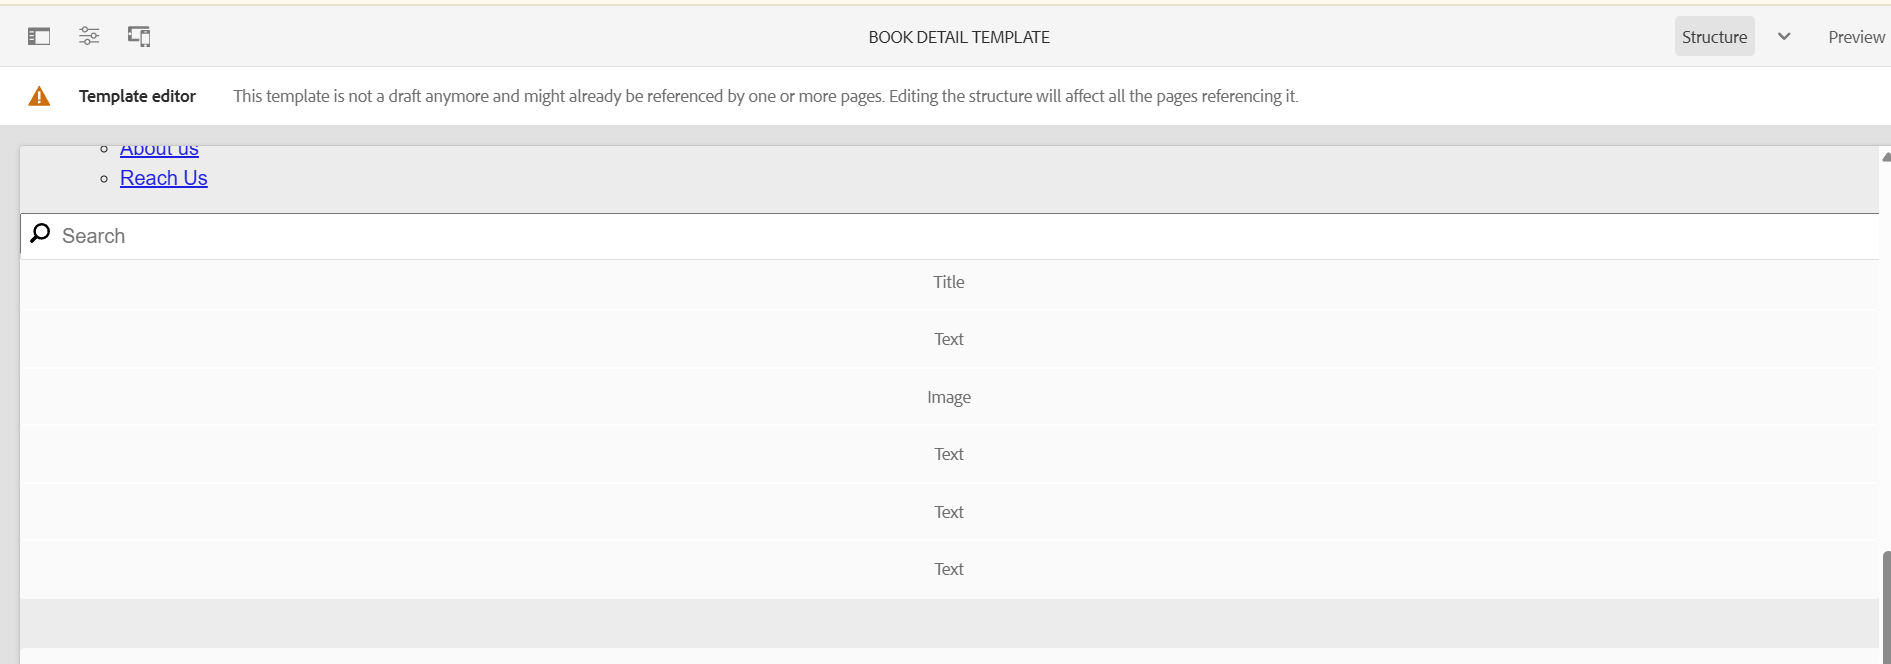 BOOK DETAIL TEMPLATE
Structure
Preview
Template editor
This template is not a draft anymore and might already be referenced by one or more pages. Editing the structure will affect all the pages referencing it.
About us
Reach Us
Search
Title
Text
Image
Text
Text
Text